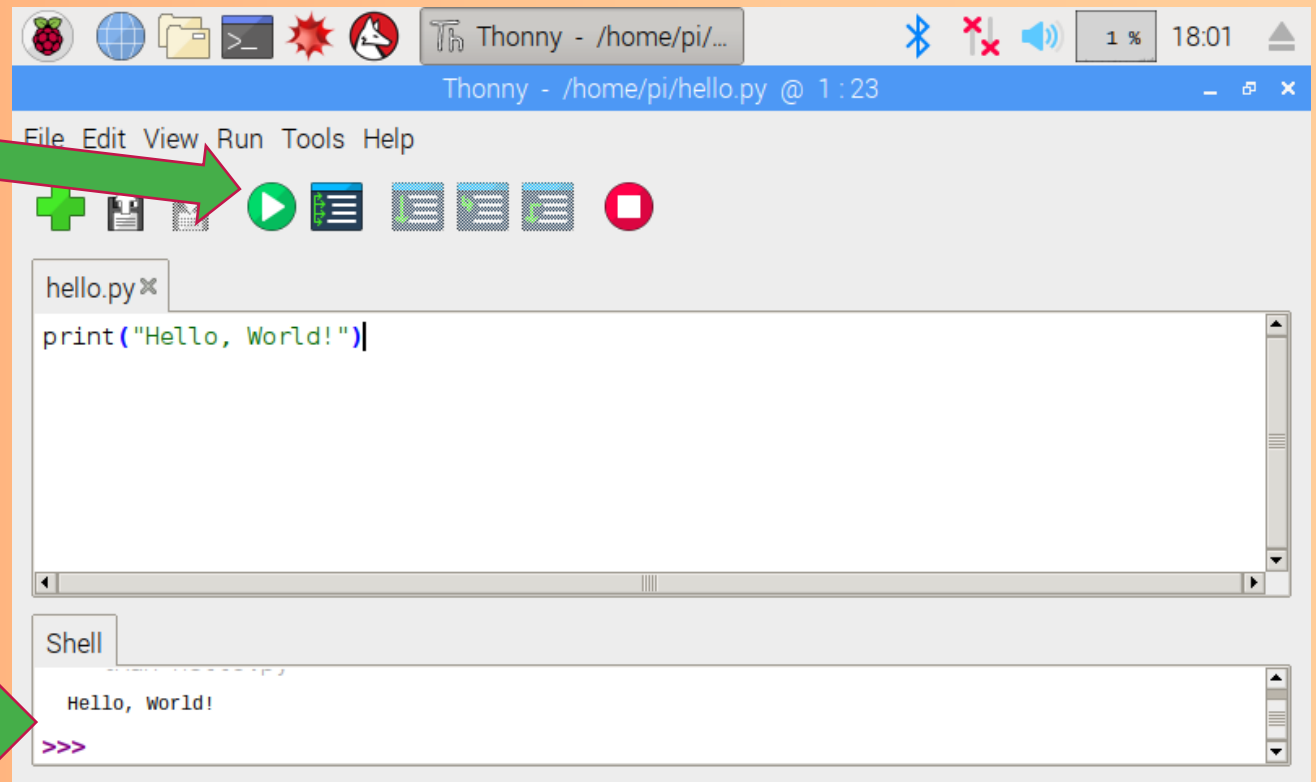 Thonny - /home/pi/... 1 % 18:01
Thonny - /home/pi/hello.py @ 1 : 23
File Edit View Run Tools Help
hello.py
print("Hello, World!")
Shell
Hello, World!
>>>